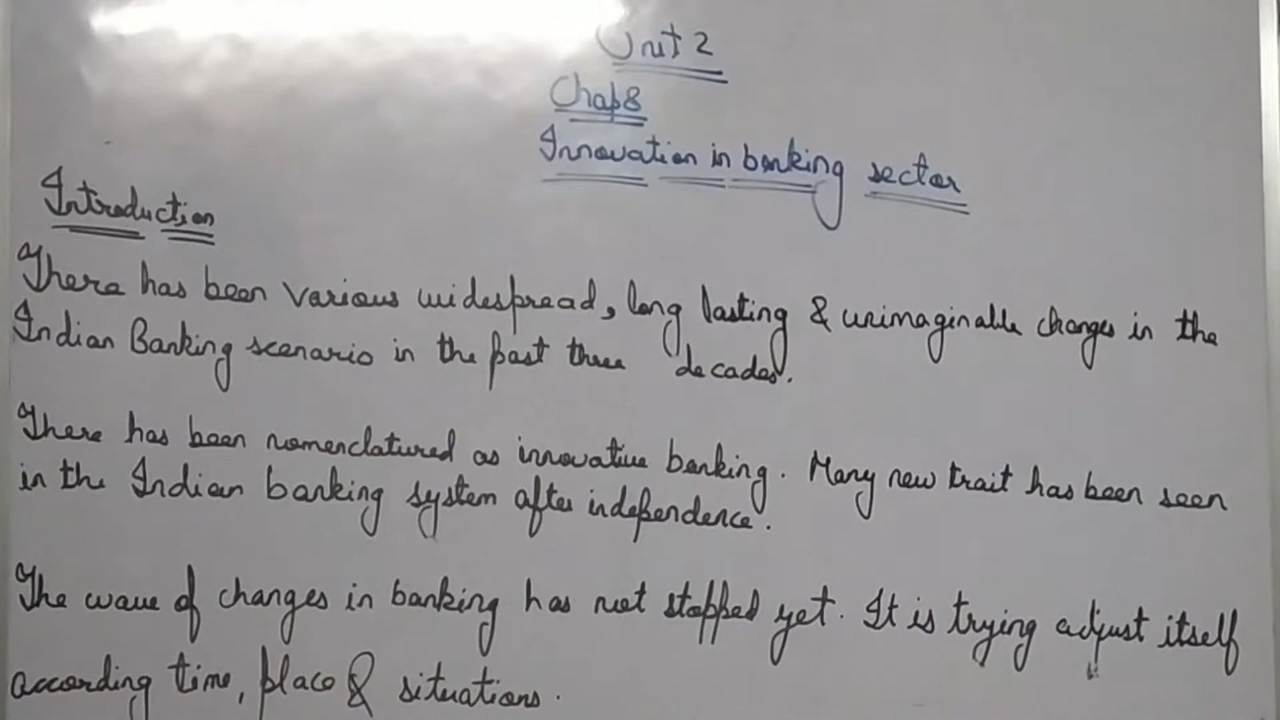 Unit 2
Chap 8
Innovation in banking sector
Introduction
There has been various widespread, long lasting & unimaginable changes in the
Indian Banking scenario in the past three decades.
There has been nomenclatured as innovative banking. Many new trait has been seen
in the Indian banking system after independence.
The wave of changes in banking has not stopped yet. It is trying adjust itself
according time, place & situations.